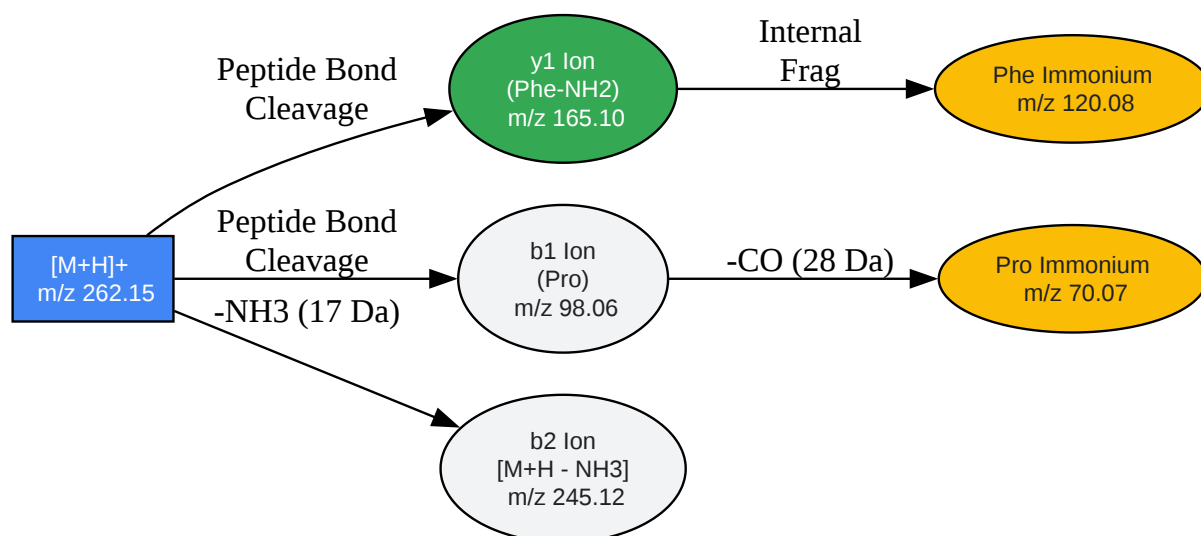 Peptide Bond
Cleavage
y1 Ion
(Phe-NH2)
m/z 165.10
Internal
Frag
Phe Immonium
m/z 120.08
[M+H]+
m/z 262.15
Peptide Bond
Cleavage
b1 Ion
(Pro)
m/z 98.06
-CO (28 Da)
Pro Immonium
m/z 70.07
-NH3 (17 Da)
b2 Ion
[M+H - NH3]
m/z 245.12